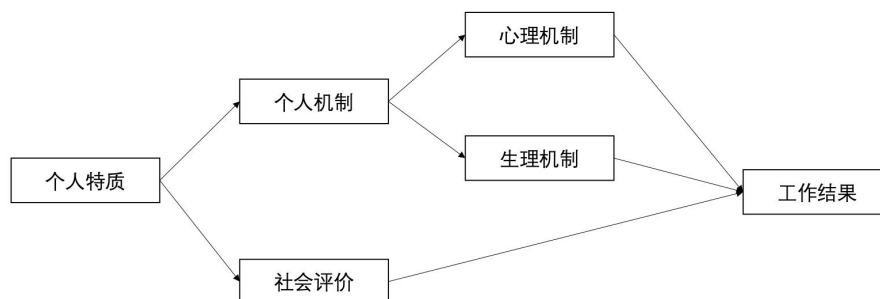 心理机制
个人机制
生理机制
个人特质
工作结果
社会评价